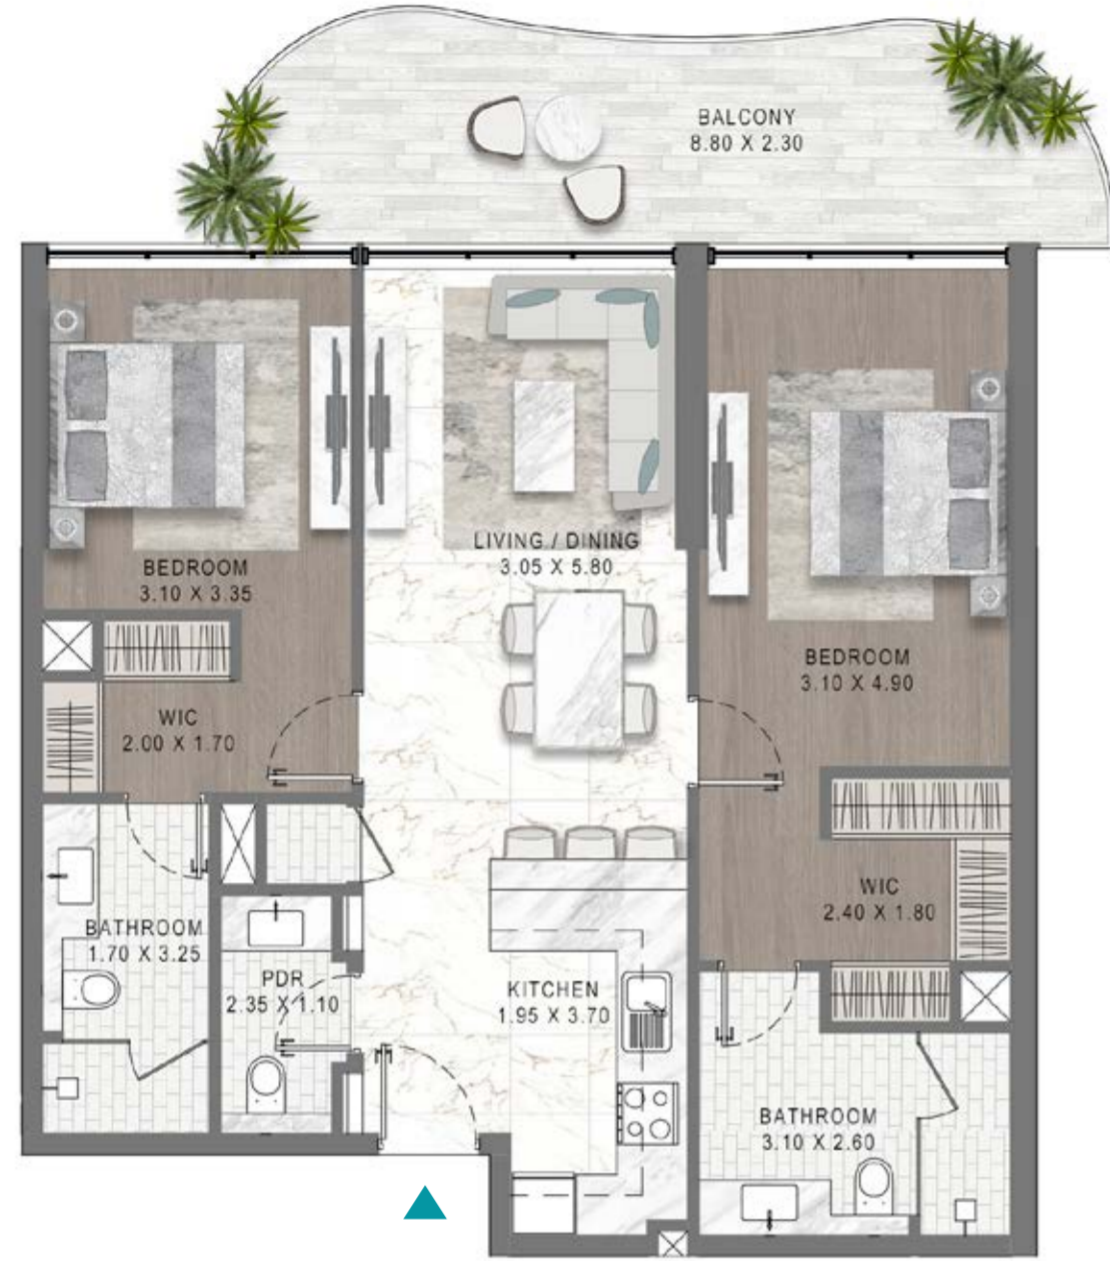 BALCONY
8.80 X 2.30
LIVING / DINING
3.05 X 5.80
BEDROOM
3.10 X 3.35
BEDROOM
3.10 X 4.90
WIC
2.00 X 1.70
WIC
2.40 X 1.80
BATHROOM
1.70 X 3.25
PDR
2.35 X 1.10
KITCHEN
1.95 X 3.70
BATHROOM
3.10 X 2.60